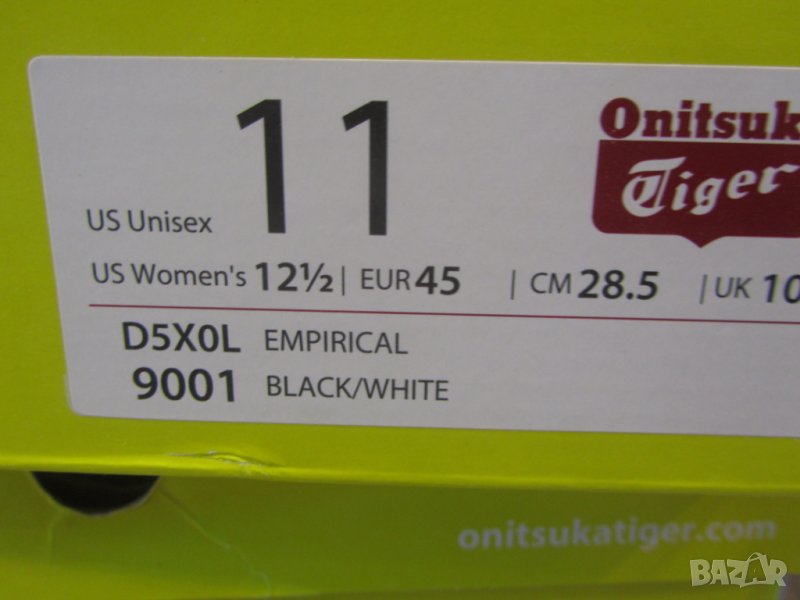 11
Onitsuk
Tiger
US Unisex
US Women's 12½ | EUR 45 | CM 28.5 | UK 10
D5X0L EMPIRICAL
9001 BLACK/WHITE
onitsukatiger.com
BAZAR